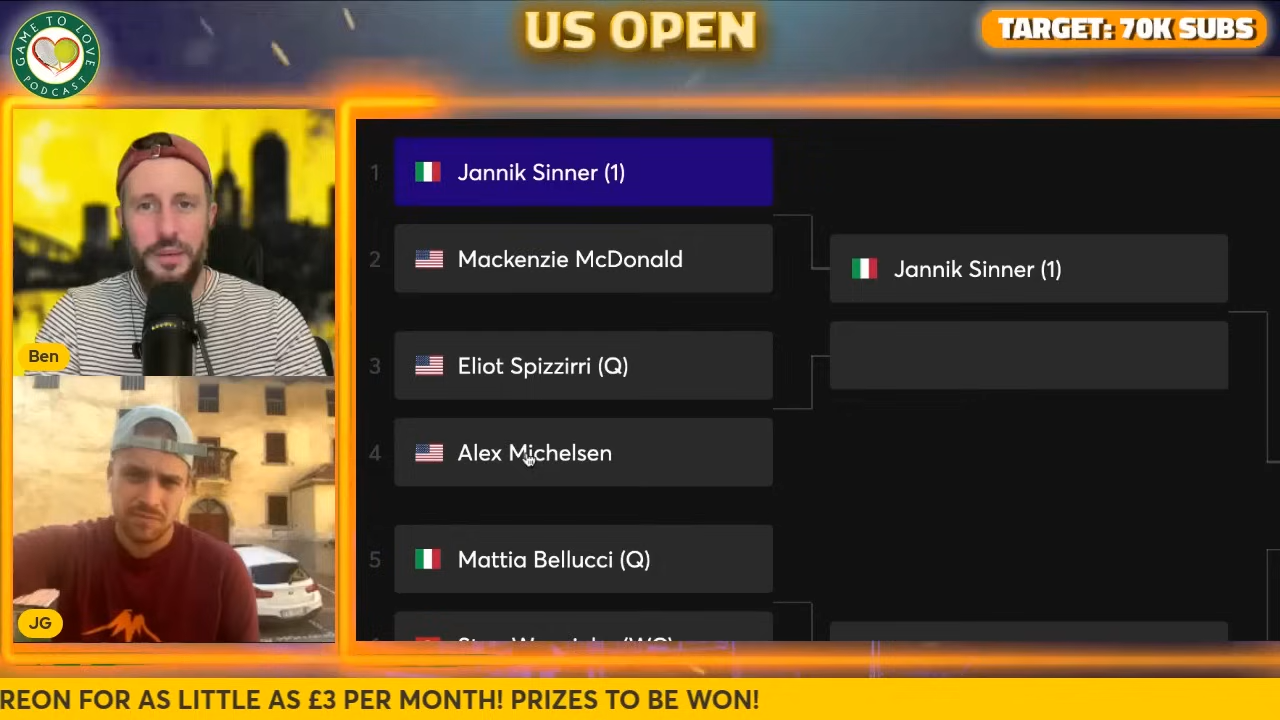 GAME TO LOVE
PODCAST
US OPEN
TARGET: 70K SUBS
1
Jannik Sinner (1)
2
Mackenzie McDonald
Jannik Sinner (1)
3
Eliot Spizzirri (Q)
4
Alex Michelsen
5
Mattia Bellucci (Q)
Ben
JG
REON FOR AS LITTLE AS £3 PER MONTH! PRIZES TO BE WON!